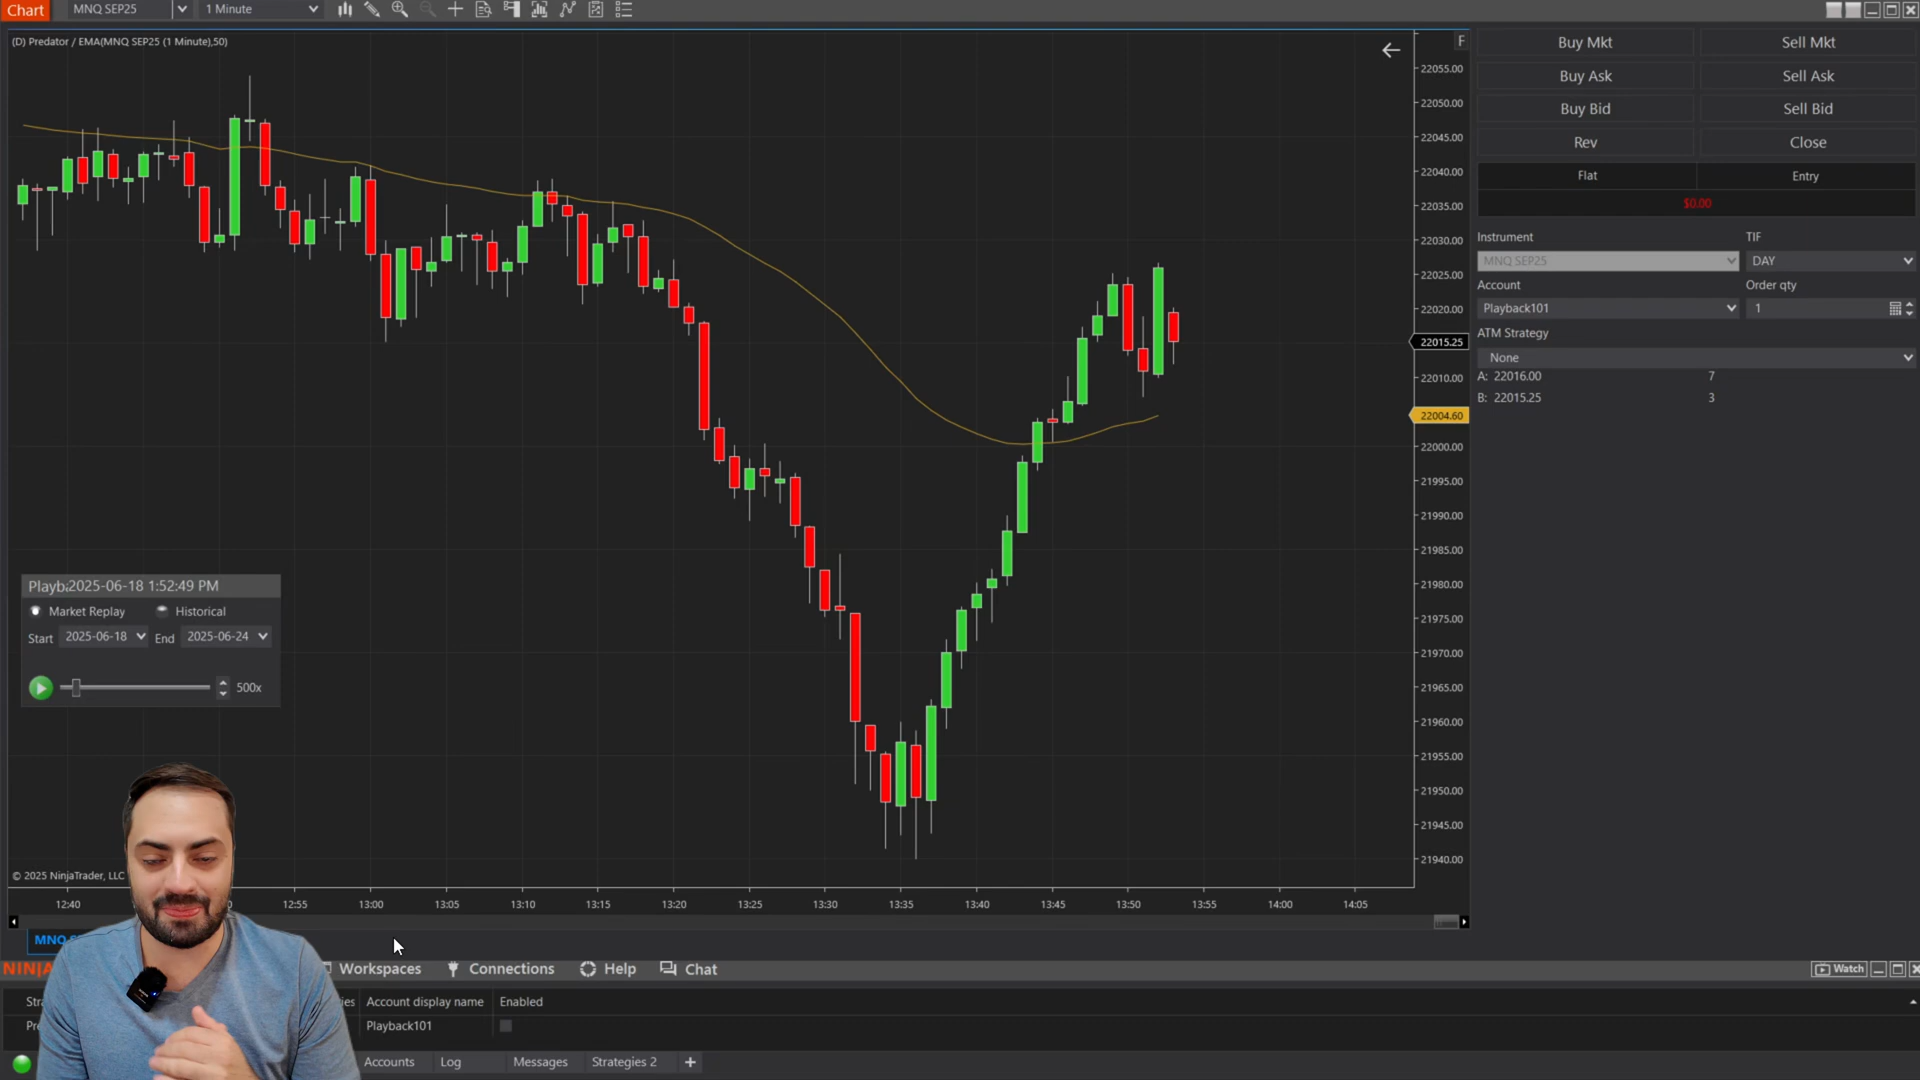 Chart MNQ SEP25 1 Minute
(D) Predator / EMA(MNQ SEP25 (1 Minute),50)
F
22055.00
22050.00
22045.00
22040.00
22035.00
22030.00
22025.00
22020.00
22015.25
22010.00
22004.60
22000.00
21995.00
21990.00
21985.00
21980.00
21975.00
21970.00
21965.00
21960.00
21955.00
21950.00
21945.00
21940.00
Buy Mkt Sell Mkt
Buy Ask Sell Ask
Buy Bid Sell Bid
Rev Close
Flat Entry
$0.00
Instrument TIF
MNQ SEP25 DAY
Account Order qty
Playback101 1
ATM Strategy
None
A: 22016.00 7
B: 22015.25 3
2025-06-18 1:52:49 PM
Market Replay Historical
Start 2025-06-18 End 2025-06-24
500x
© 2025 NinjaTrader, LLC
12:40 12:55 13:00 13:05 13:10 13:15 13:20 13:25 13:30 13:35 13:40 13:45 13:50 13:55 14:00 14:05
MNQ
Workspaces Connections Help Chat Watch
Account display name Enabled
Playback101
Accounts Log Messages Strategies 2 +